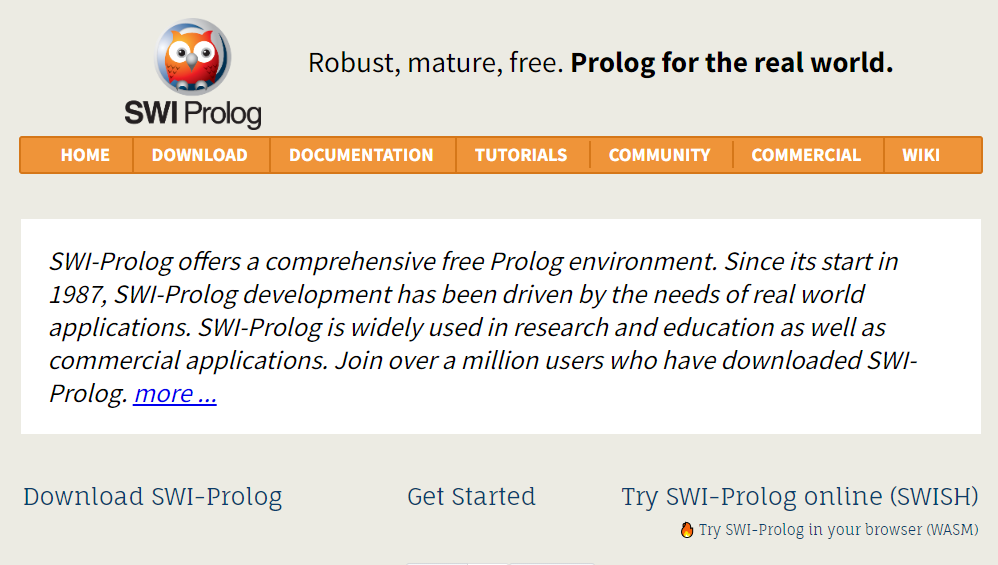 Robust, mature, free. Prolog for the real world.
SWI Prolog
HOME DOWNLOAD DOCUMENTATION TUTORIALS COMMUNITY COMMERCIAL WIKI
SWI-Prolog offers a comprehensive free Prolog environment. Since its start in
1987, SWI-Prolog development has been driven by the needs of real world
applications. SWI-Prolog is widely used in research and education as well as
commercial applications. Join over a million users who have downloaded SWI-
Prolog. more ...
Download SWI-Prolog Get Started Try SWI-Prolog online (SWISH)
Try SWI-Prolog in your browser (WASM)